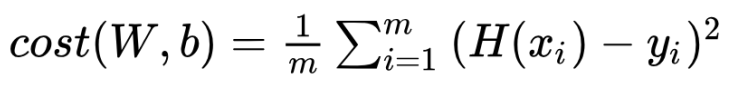 cost(W, b) = \frac{1}{m} \sum_{i=1}^{m} (H(x_i) - y_i)^2